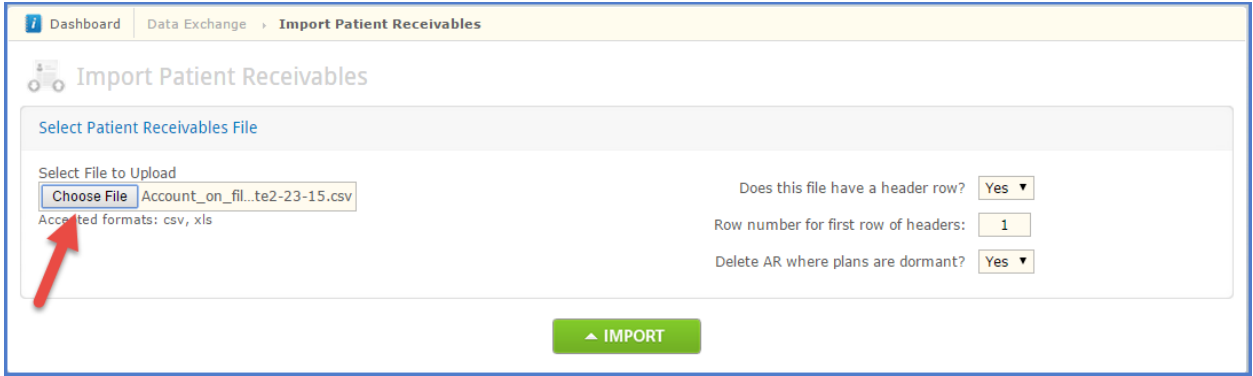 Dashboard Data Exchange › Import Patient Receivables
Import Patient Receivables
Select Patient Receivables File
Select File to Upload
Choose File Account_on_fil...te2-23-15.csv
Accepted formats: csv, xls
Does this file have a header row? Yes
Row number for first row of headers: 1
Delete AR where plans are dormant? Yes
IMPORT